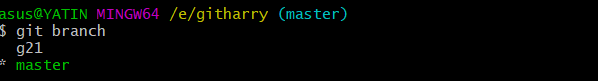 asus@YATIN MINGW64 /e/githarry (master)
$ git branch
  g21
* master